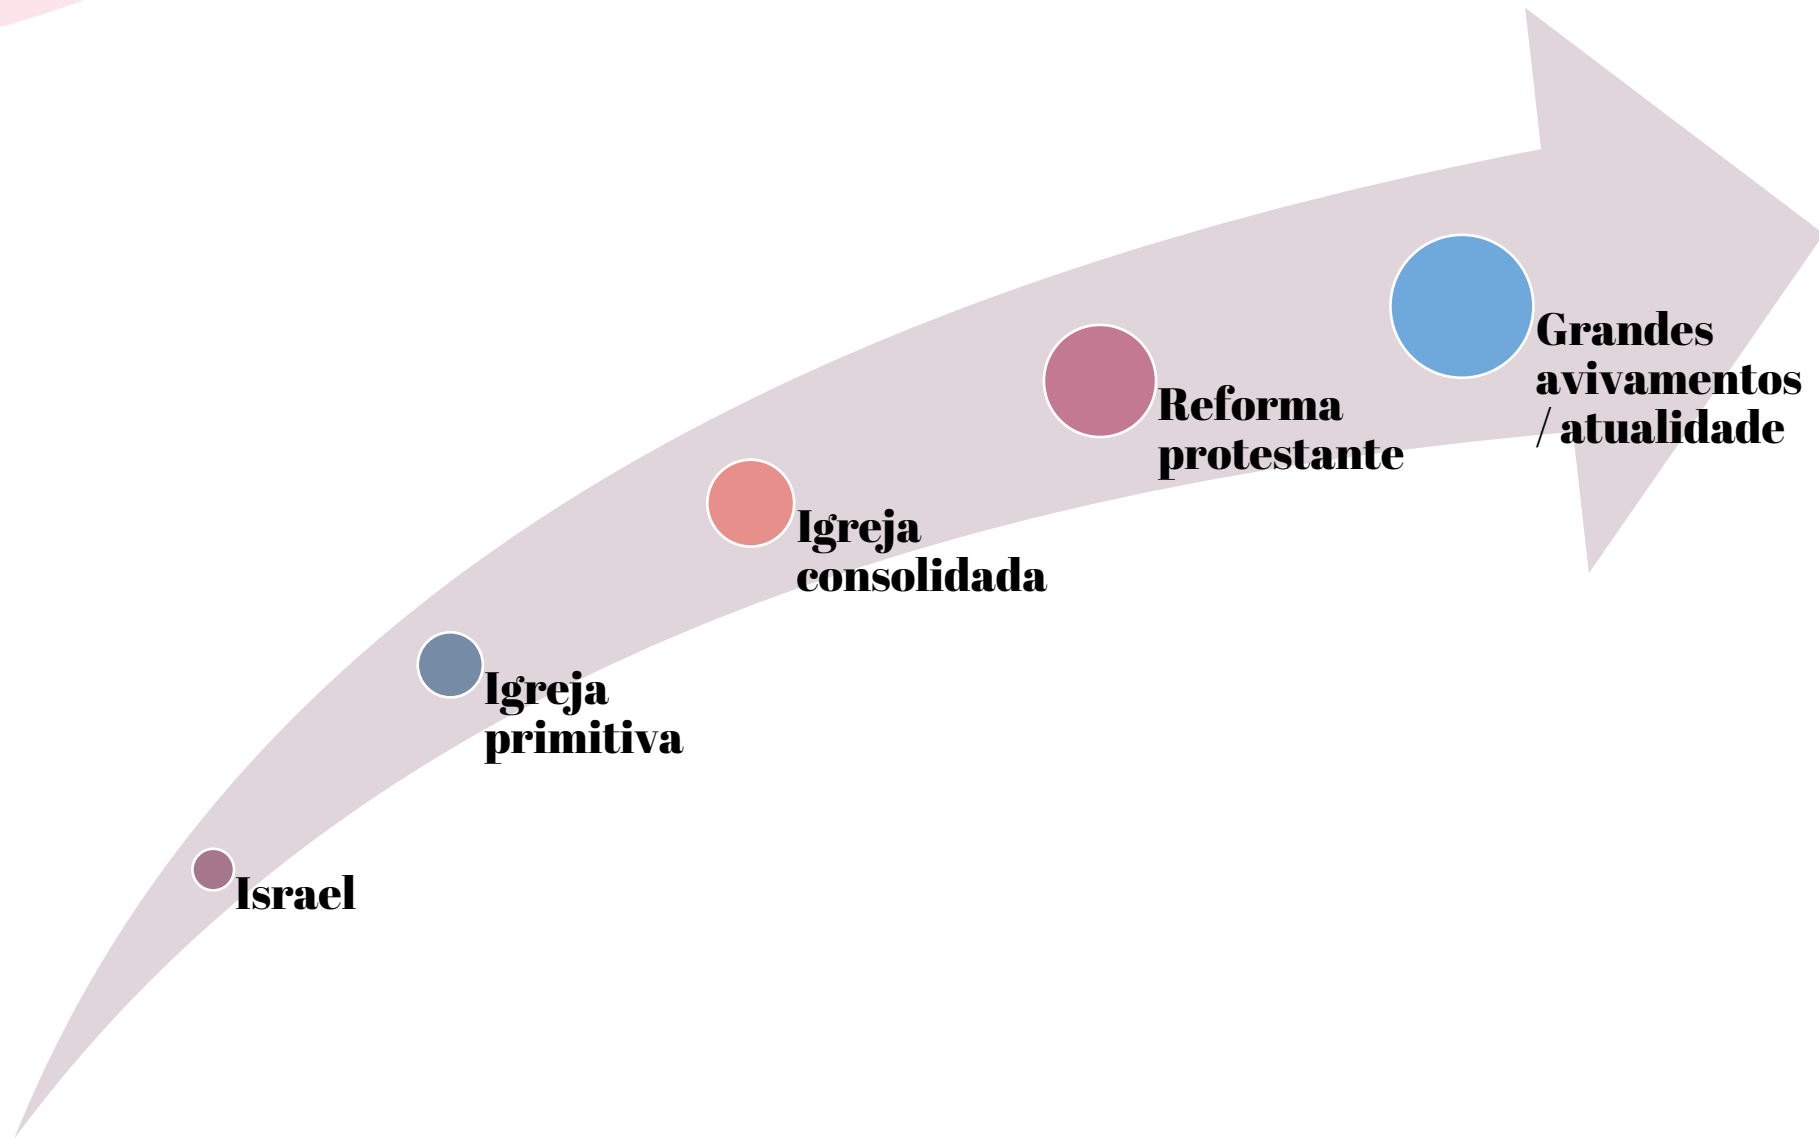 Israel
Igreja
primitiva
Igreja
consolidada
Reforma
protestante
Grandes
avivamentos
/ atualidade